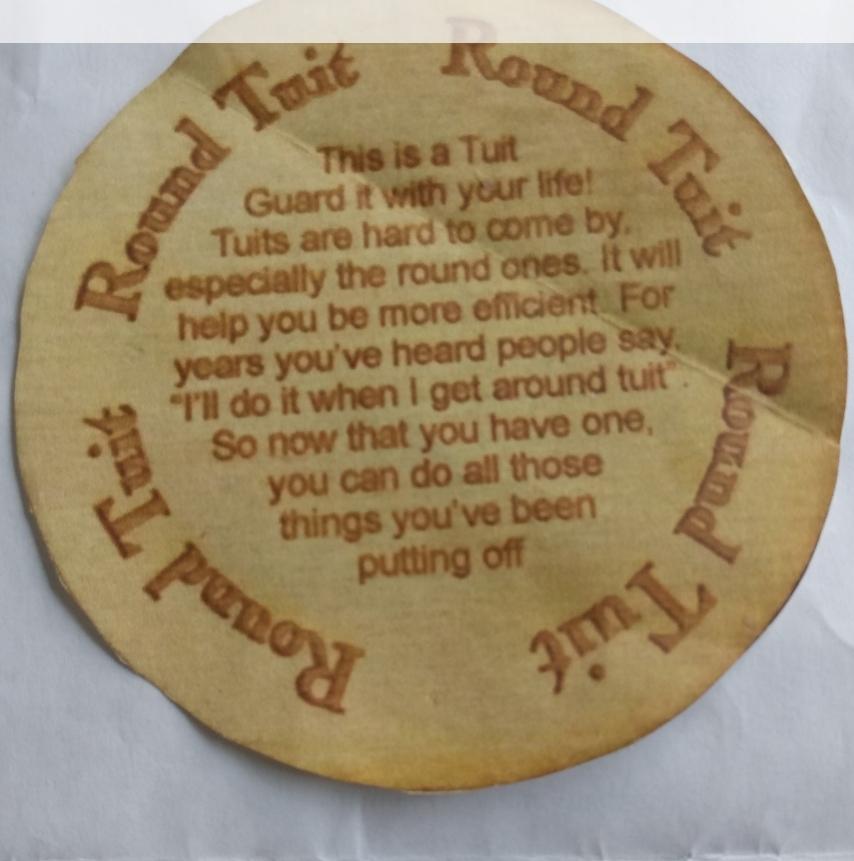 Round Tuit
Round Tuit
Round Tuit
Round Tuit
This is a Tuit
Guard it with your life!
Tuits are hard to come by,
especially the round ones. It will
help you be more efficient. For
years you've heard people say,
"I'll do it when I get around tuit".
So now that you have one,
you can do all those
things you've been
putting off